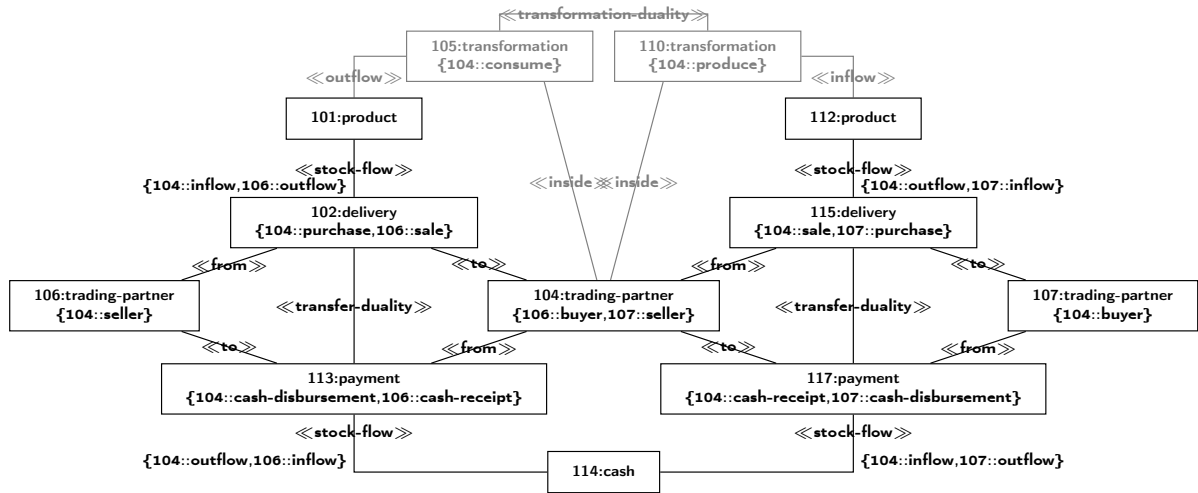 ≪transformation-duality≫
105:transformation
{104::consume}
110:transformation
{104::produce}
≪outflow≫
≪inflow≫
101:product
112:product
≪stock-flow≫
{104::inflow,106::outflow}
≪stock-flow≫
{104::outflow,107::inflow}
≪inside≫
≪inside≫
102:delivery
{104::purchase,106::sale}
115:delivery
{104::sale,107::purchase}
≪from≫
≪to≫
≪from≫
≪to≫
106:trading-partner
{104::seller}
≪transfer-duality≫
104:trading-partner
{106::buyer,107::seller}
≪transfer-duality≫
107:trading-partner
{104::buyer}
≪to≫
≪from≫
≪to≫
≪from≫
113:payment
{104::cash-disbursement,106::cash-receipt}
117:payment
{104::cash-receipt,107::cash-disbursement}
≪stock-flow≫
{104::outflow,106::inflow}
≪stock-flow≫
{104::inflow,107::outflow}
114:cash